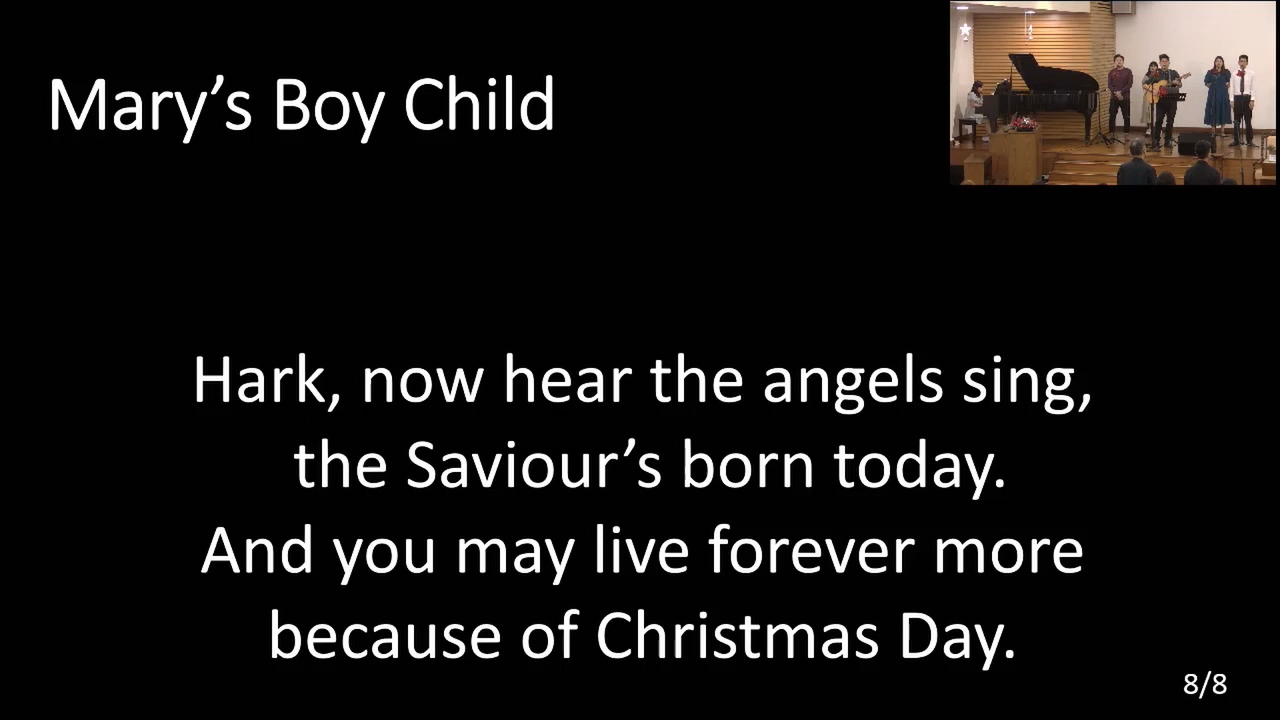 Mary’s Boy Child
Hark, now hear the angels sing,
the Saviour’s born today.
And you may live forever more
because of Christmas Day.
8/8